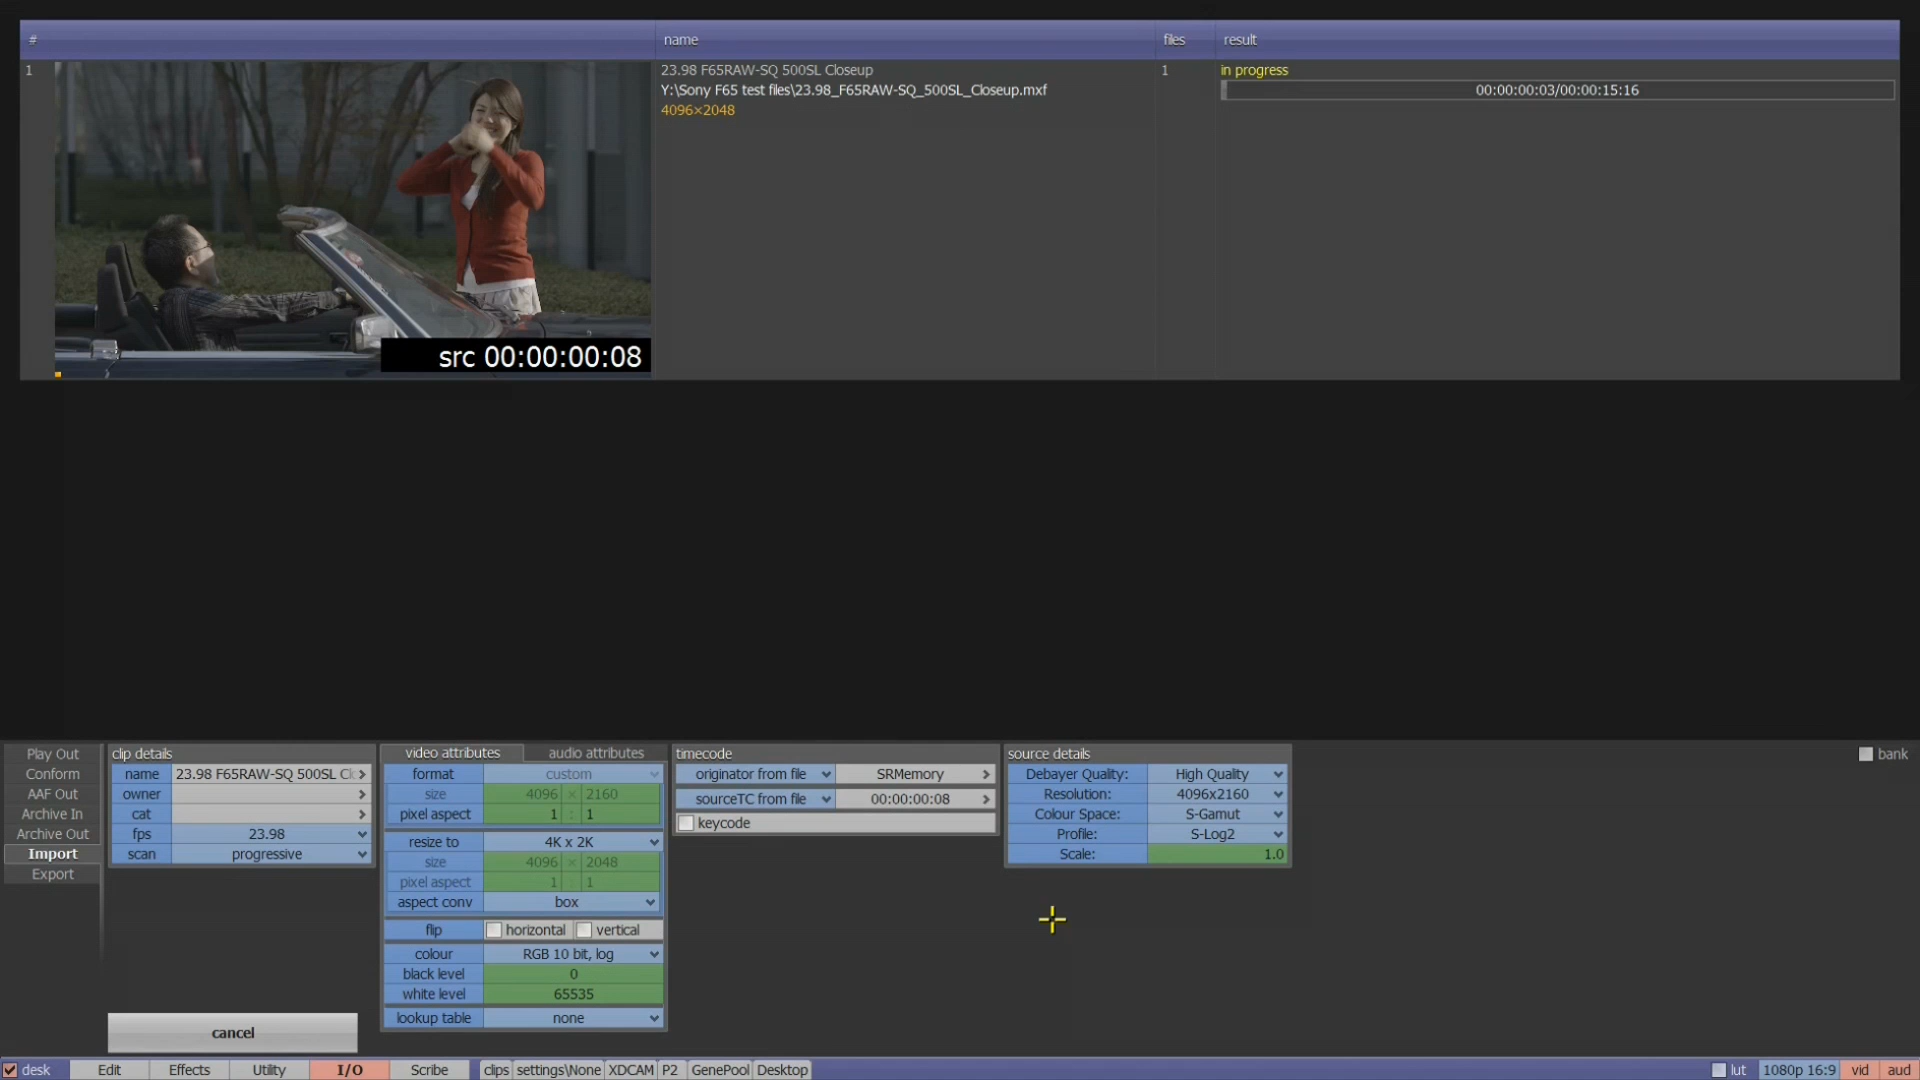 # name files result
1 23.98 F65RAW-SQ 500SL Closeup 1 in progress
Y:\Sony F65 test files\23.98_F65RAW-SQ_500SL_Closeup.mxf 00:00:00:03/00:00:15:16
4096×2048
src 00:00:00:08
Play Out
Conform
AAF Out
Archive In
Archive Out
Import
Export
clip details
name 23.98 F65RAW-SQ 500SL Cl
owner
cat
fps 23.98
scan progressive
cancel
video attributes audio attributes
format custom
size 4096 × 2160
pixel aspect 1 : 1
resize to 4K x 2K
size 4096 × 2048
pixel aspect 1 : 1
aspect conv box
flip horizontal vertical
colour RGB 10 bit, log
black level 0
white level 65535
lookup table none
timecode
originator from file SRMemory
sourceTC from file 00:00:00:08
keycode
source details
Debayer Quality: High Quality
Resolution: 4096x2160
Colour Space: S-Gamut
Profile: S-Log2
Scale: 1.0
bank
desk Edit Effects Utility I/O Scribe clips settings\None XDCAM P2 GenePool Desktop lut 1080p 16:9 vid aud